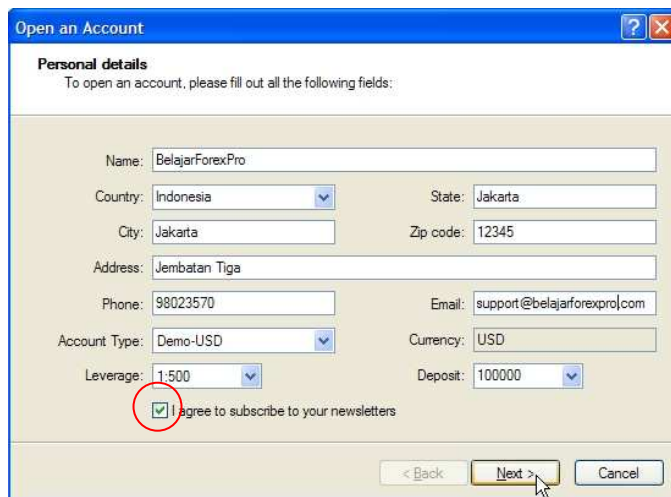 Open an Account
Personal details
To open an account, please fill out all the following fields:
Name: BelajarForexPro
Country: Indonesia State: Jakarta
City: Jakarta Zip code: 12345
Address: Jembatan Tiga
Phone: 98023570 Email: support@belajarforexpro.com
Account Type: Demo-USD Currency: USD
Leverage: 1:500 Deposit: 100000
I agree to subscribe to your newsletters
< Back Next > Cancel